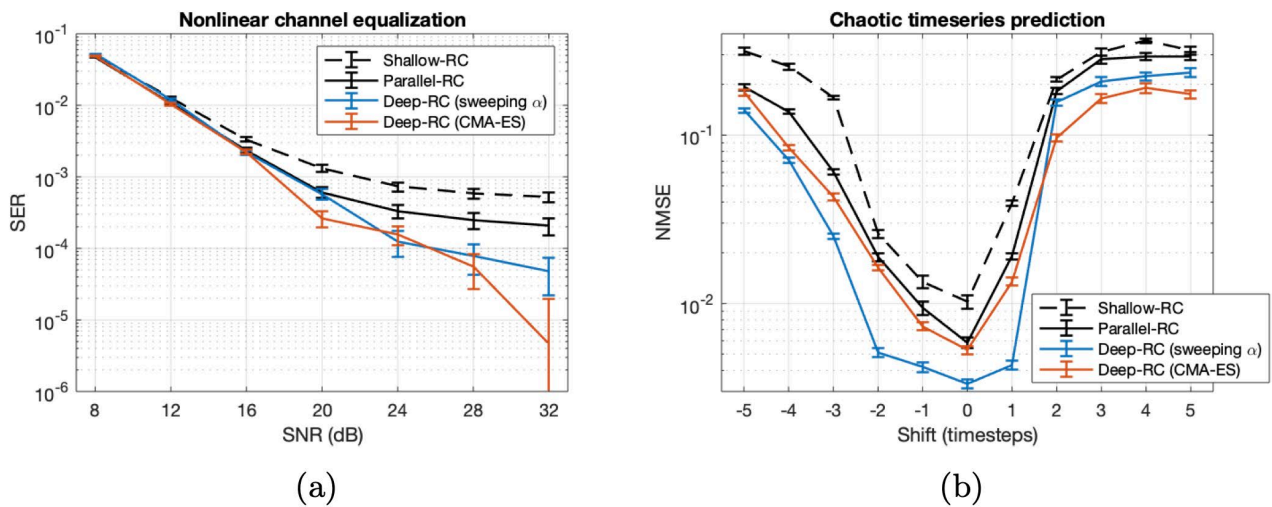 Nonlinear channel equalization
10^-1
10^-2
10^-3
10^-4
10^-5
10^-6
SER
Shallow-RC
Parallel-RC
Deep-RC (sweeping α)
Deep-RC (CMA-ES)
8 12 16 20 24 28 32
SNR (dB)
(a)
Chaotic timeseries prediction
10^-1
10^-2
NMSE
Shallow-RC
Parallel-RC
Deep-RC (sweeping α)
Deep-RC (CMA-ES)
-5 -4 -3 -2 -1 0 1 2 3 4 5
Shift (timesteps)
(b)